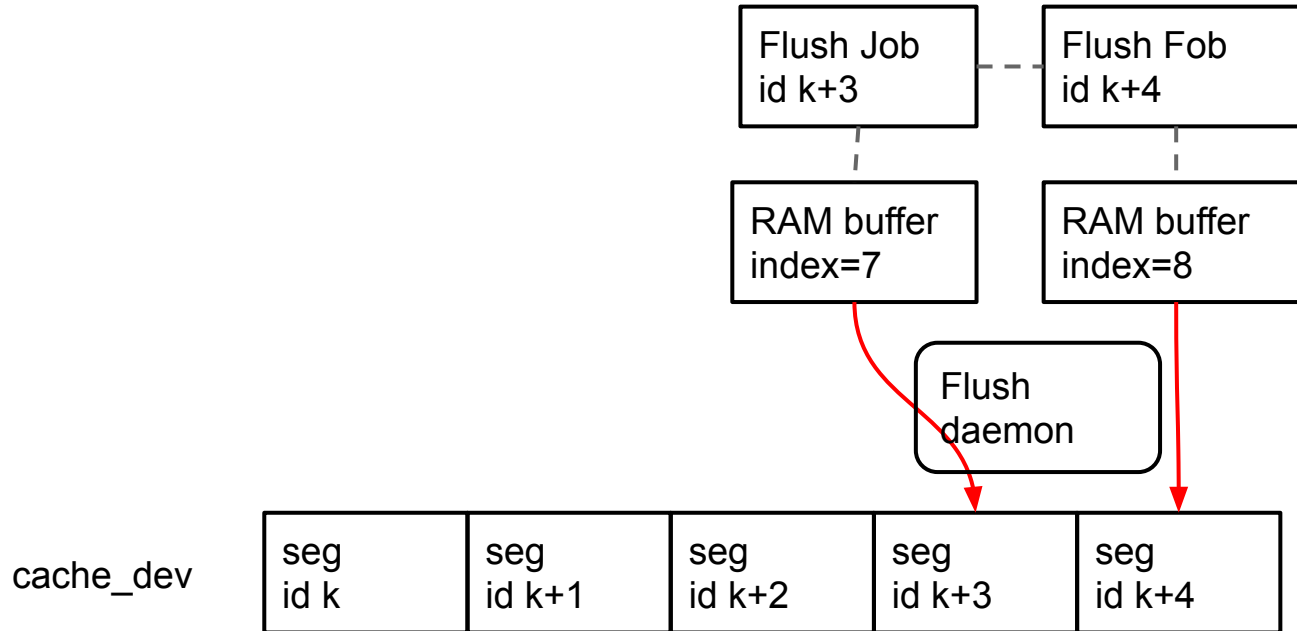 Flush Job
id k+3
Flush Fob
id k+4
RAM buffer
index=7
RAM buffer
index=8
Flush
daemon
cache_dev
seg
id k
seg
id k+1
seg
id k+2
seg
id k+3
seg
id k+4